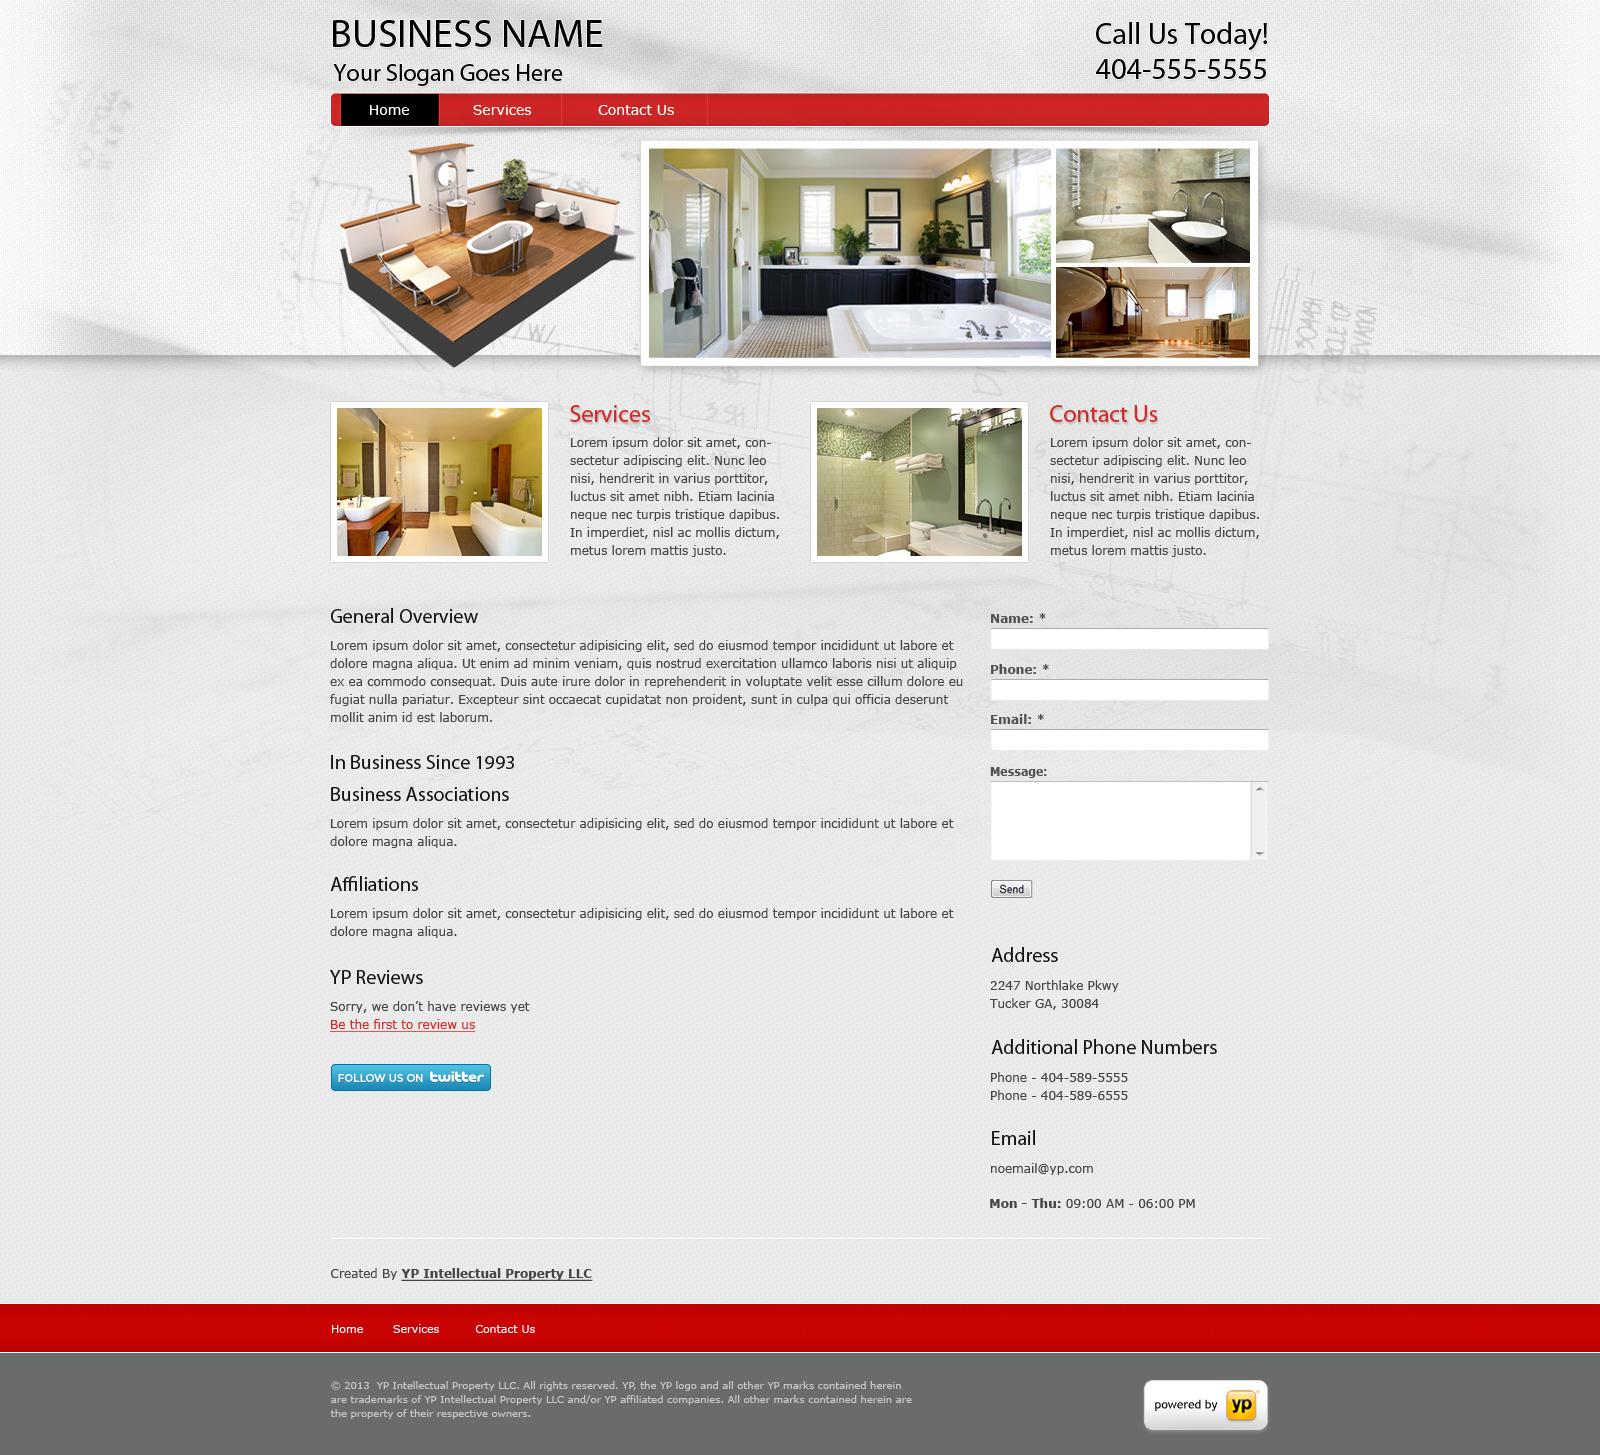 BUSINESS NAME
Your Slogan Goes Here
Call Us Today!
404-555-5555
Home
Services
Contact Us
Services
Lorem ipsum dolor sit amet, con-
sectetur adipiscing elit. Nunc leo
nisi, hendrerit in varius porttitor,
luctus sit amet nibh. Etiam lacinia
neque nec turpis tristique dapibus.
In imperdiet, nisl ac mollis dictum,
metus lorem mattis justo.
Contact Us
Lorem ipsum dolor sit amet, con-
sectetur adipiscing elit. Nunc leo
nisi, hendrerit in varius porttitor,
luctus sit amet nibh. Etiam lacinia
neque nec turpis tristique dapibus.
In imperdiet, nisl ac mollis dictum,
metus lorem mattis justo.
General Overview
Lorem ipsum dolor sit amet, consectetur adipisicing elit, sed do eiusmod tempor incididunt ut labore et
dolore magna aliqua. Ut enim ad minim veniam, quis nostrud exercitation ullamco laboris nisi ut aliquip
ex ea commodo consequat. Duis aute irure dolor in reprehenderit in voluptate velit esse cillum dolore eu
fugiat nulla pariatur. Excepteur sint occaecat cupidatat non proident, sunt in culpa qui officia deserunt
mollit anim id est laborum.
In Business Since 1993
Business Associations
Lorem ipsum dolor sit amet, consectetur adipisicing elit, sed do eiusmod tempor incididunt ut labore et
dolore magna aliqua.
Affiliations
Lorem ipsum dolor sit amet, consectetur adipisicing elit, sed do eiusmod tempor incididunt ut labore et
dolore magna aliqua.
YP Reviews
Sorry, we don't have reviews yet
Be the first to review us
FOLLOW US ON twitter
Name: *
Phone: *
Email: *
Message:
Send
Address
2247 Northlake Pkwy
Tucker GA, 30084
Additional Phone Numbers
Phone - 404-589-5555
Phone - 404-589-6555
Email
noemail@yp.com
Mon - Thu: 09:00 AM - 06:00 PM
Created By YP Intellectual Property LLC
Home
Services
Contact Us
© 2013 YP Intellectual Property LLC. All rights reserved. YP, the YP logo and all other YP marks contained herein
are trademarks of YP Intellectual Property LLC and/or YP affiliated companies. All other marks contained herein are
the property of their respective owners.
powered by yp